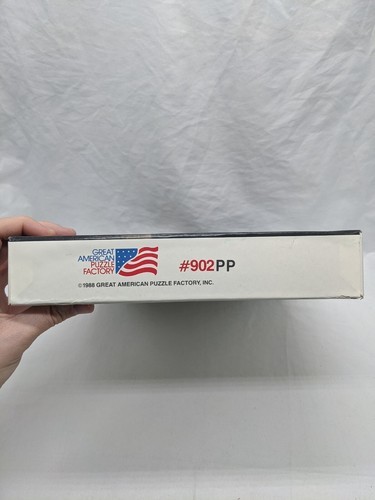 GREAT
AMERICAN
PUZZLE
FACTORY
#902PP
©1988 GREAT AMERICAN PUZZLE FACTORY, INC.